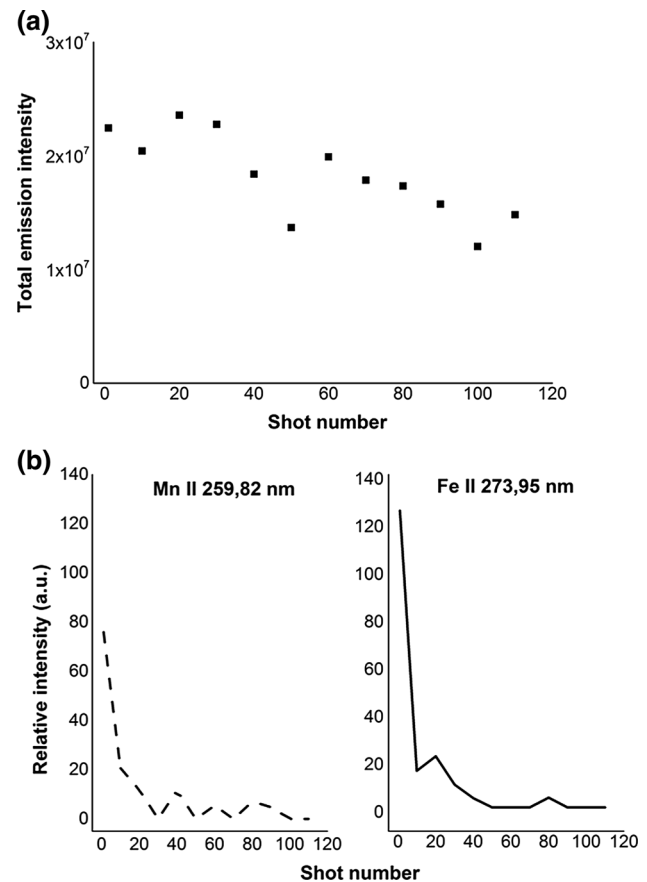 (a)
3x10⁷
2x10⁷
1x10⁷
0
Total emission intensity
0 20 40 60 80 100 120
Shot number
(b)
Mn II 259,82 nm
140
120
100
80
60
40
20
0
Relative intensity (a.u.)
0 20 40 60 80 100 120
Fe II 273,95 nm
140
120
100
80
60
40
20
0
0 20 40 60 80 100 120
Shot number